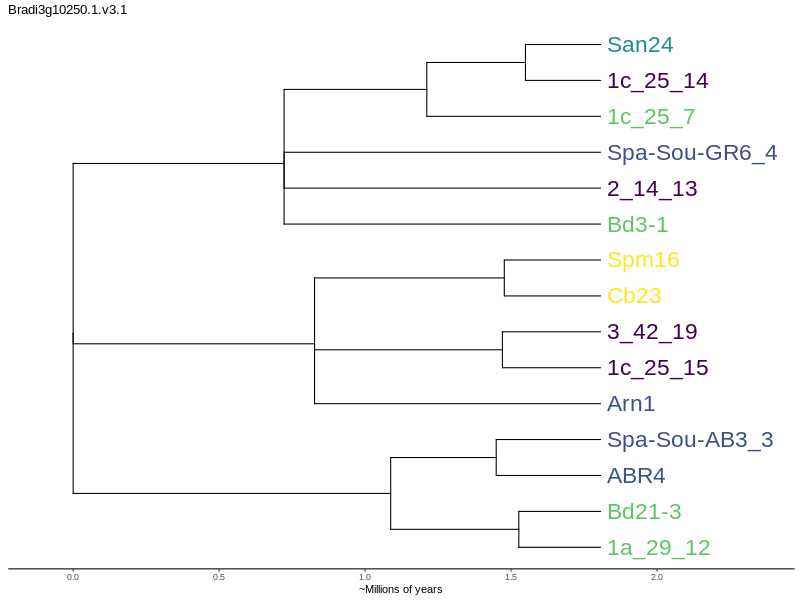 Bradi3g10250.1.v3.1
San24
1c_25_14
1c_25_7
Spa-Sou-GR6_4
2_14_13
Bd3-1
Spm16
Cb23
3_42_19
1c_25_15
Arn1
Spa-Sou-AB3_3
ABR4
Bd21-3
1a_29_12
0.0 0.5 1.0 1.5 2.0
~Millions of years